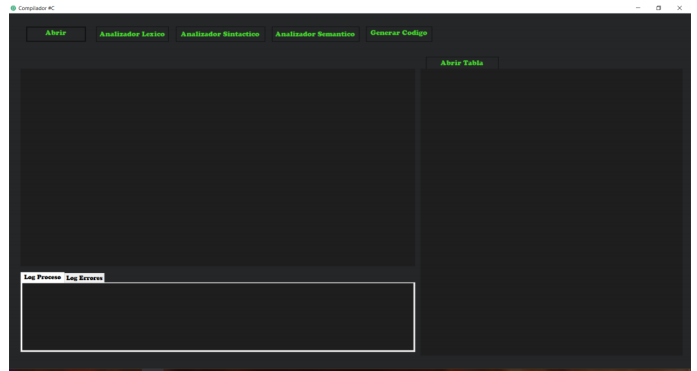 Compilador #C
Abrir
Analizador Lexico
Analizador Sintactico
Analizador Semantico
Generar Codigo
Abrir Tabla
Log Proceso
Log Errores